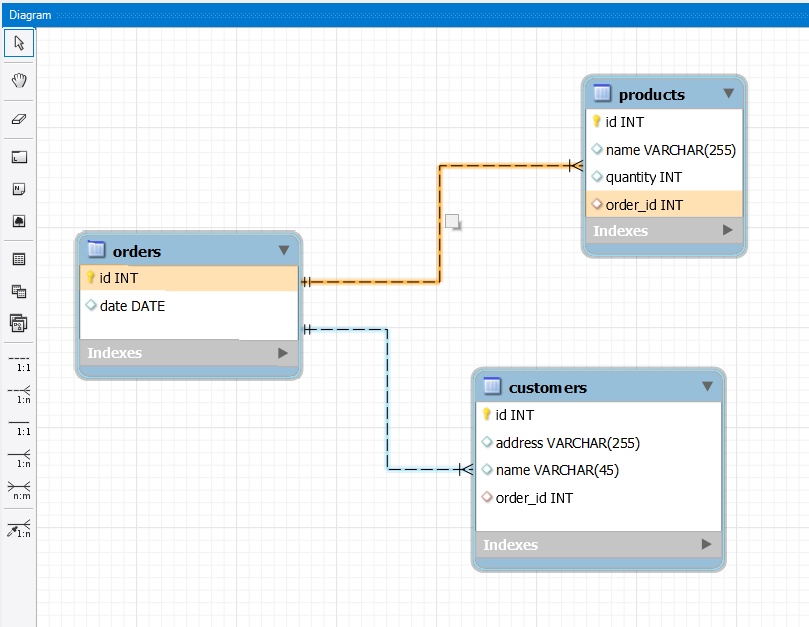 Diagram
products
id INT
name VARCHAR(255)
quantity INT
order_id INT
Indexes
orders
id INT
date DATE
Indexes
customers
id INT
address VARCHAR(255)
name VARCHAR(45)
order_id INT
Indexes
1:1
1:n
1:1
1:n
n:m
1:n